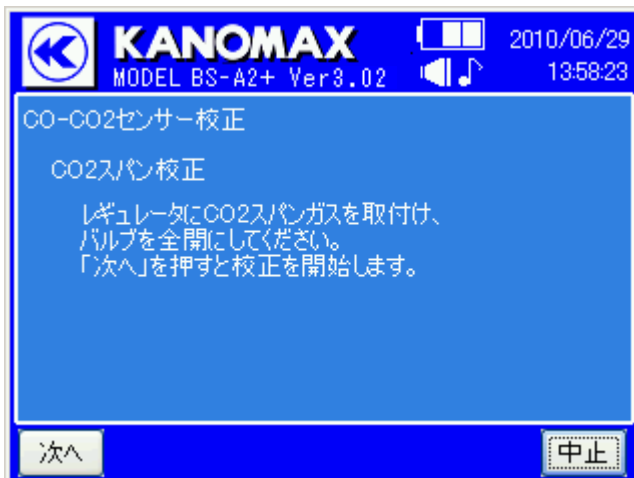 KANOMAX
MODEL BS-A2+ Ver3.02
2010/06/29
13:58:23
CO-CO2センサー校正
CO2スパン校正
レギュレータにCO2スパンガスを取付け、
バルブを全開にしてください。
「次へ」を押すと校正を開始します。
次へ
中止